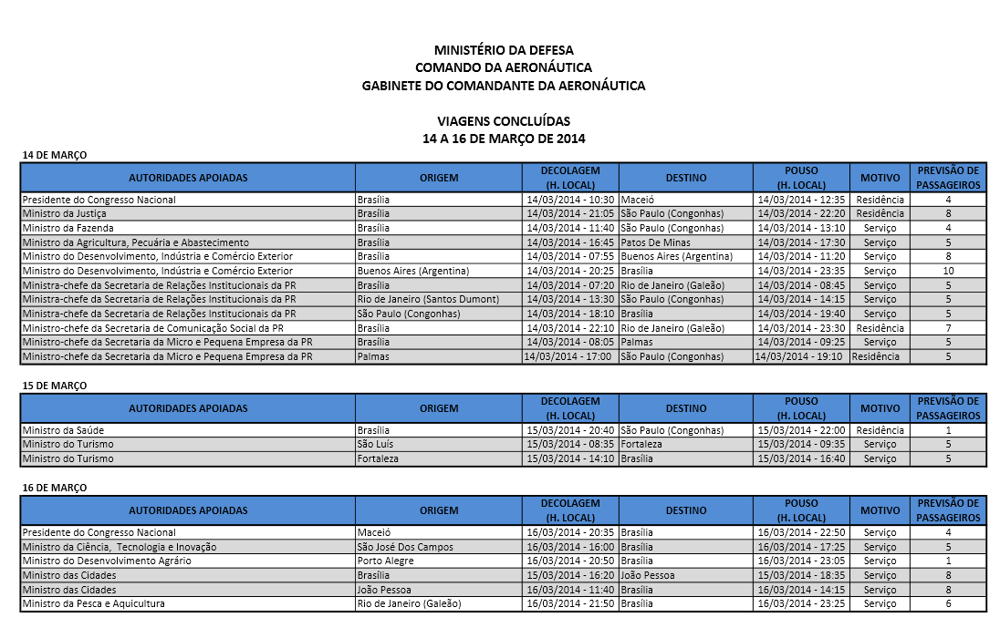 MINISTÉRIO DA DEFESA
COMANDO DA AERONÁUTICA
GABINETE DO COMANDANTE DA AERONÁUTICA
VIAGENS CONCLUÍDAS
14 A 16 DE MARÇO DE 2014
14 DE MARÇO
AUTORIDADES APOIADAS ORIGEM DECOLAGEM (H. LOCAL) DESTINO POUSO (H. LOCAL) MOTIVO PREVISÃO DE PASSAGEIROS
Presidente do Congresso Nacional Brasília 14/03/2014 - 10:30 Maceió 14/03/2014 - 12:35 Residência 4
Ministro da Justiça Brasília 14/03/2014 - 21:05 São Paulo (Congonhas) 14/03/2014 - 22:20 Residência 8
Ministro da Fazenda Brasília 14/03/2014 - 11:40 São Paulo (Congonhas) 14/03/2014 - 13:10 Serviço 4
Ministro da Agricultura, Pecuária e Abastecimento Brasília 14/03/2014 - 16:45 Patos De Minas 14/03/2014 - 17:30 Serviço 5
Ministro do Desenvolvimento, Indústria e Comércio Exterior Brasília 14/03/2014 - 07:55 Buenos Aires (Argentina) 14/03/2014 - 11:20 Serviço 8
Ministro do Desenvolvimento, Indústria e Comércio Exterior Buenos Aires (Argentina) 14/03/2014 - 20:25 Brasília 14/03/2014 - 23:35 Serviço 10
Ministra-chefe da Secretaria de Relações Institucionais da PR Brasília 14/03/2014 - 07:20 Rio de Janeiro (Galeão) 14/03/2014 - 08:45 Serviço 5
Ministra-chefe da Secretaria de Relações Institucionais da PR Rio de Janeiro (Santos Dumont) 14/03/2014 - 13:30 São Paulo (Congonhas) 14/03/2014 - 14:15 Serviço 5
Ministra-chefe da Secretaria de Relações Institucionais da PR São Paulo (Congonhas) 14/03/2014 - 18:10 Brasília 14/03/2014 - 19:40 Serviço 5
Ministro-chefe da Secretaria de Comunicação Social da PR Brasília 14/03/2014 - 22:10 Rio de Janeiro (Galeão) 14/03/2014 - 23:30 Residência 7
Ministro-chefe da Secretaria da Micro e Pequena Empresa da PR Brasília 14/03/2014 - 08:05 Palmas 14/03/2014 - 09:25 Serviço 5
Ministro-chefe da Secretaria da Micro e Pequena Empresa da PR Palmas 14/03/2014 - 17:00 São Paulo (Congonhas) 14/03/2014 - 19:10 Residência 5
15 DE MARÇO
AUTORIDADES APOIADAS ORIGEM DECOLAGEM (H. LOCAL) DESTINO POUSO (H. LOCAL) MOTIVO PREVISÃO DE PASSAGEIROS
Ministro da Saúde Brasília 15/03/2014 - 20:40 São Paulo (Congonhas) 15/03/2014 - 22:00 Residência 1
Ministro do Turismo São Luís 15/03/2014 - 08:35 Fortaleza 15/03/2014 - 09:35 Serviço 5
Ministro do Turismo Fortaleza 15/03/2014 - 14:10 Brasília 15/03/2014 - 16:40 Serviço 5
16 DE MARÇO
AUTORIDADES APOIADAS ORIGEM DECOLAGEM (H. LOCAL) DESTINO POUSO (H. LOCAL) MOTIVO PREVISÃO DE PASSAGEIROS
Presidente do Congresso Nacional Maceió 16/03/2014 - 20:35 Brasília 16/03/2014 - 22:50 Serviço 4
Ministro da Ciência, Tecnologia e Inovação São José Dos Campos 16/03/2014 - 16:00 Brasília 16/03/2014 - 17:25 Serviço 5
Ministro do Desenvolvimento Agrário Porto Alegre 16/03/2014 - 20:50 Brasília 16/03/2014 - 23:05 Serviço 1
Ministro das Cidades Brasília 15/03/2014 - 16:20 João Pessoa 15/03/2014 - 18:35 Serviço 8
Ministro das Cidades João Pessoa 16/03/2014 - 11:40 Brasília 16/03/2014 - 14:15 Serviço 8
Ministro da Pesca e Aquicultura Rio de Janeiro (Galeão) 16/03/2014 - 21:50 Brasília 16/03/2014 - 23:25 Serviço 6